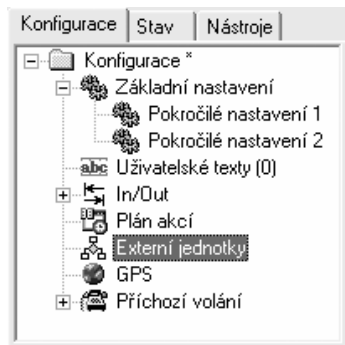 Konfigurace Stav Nástroje
Konfigurace *
Základní nastavení
Pokročilé nastavení 1
Pokročilé nastavení 2
abc Uživatelské texty (0)
In/Out
Plán akcí
Externí jednotky
GPS
Příchozí volání